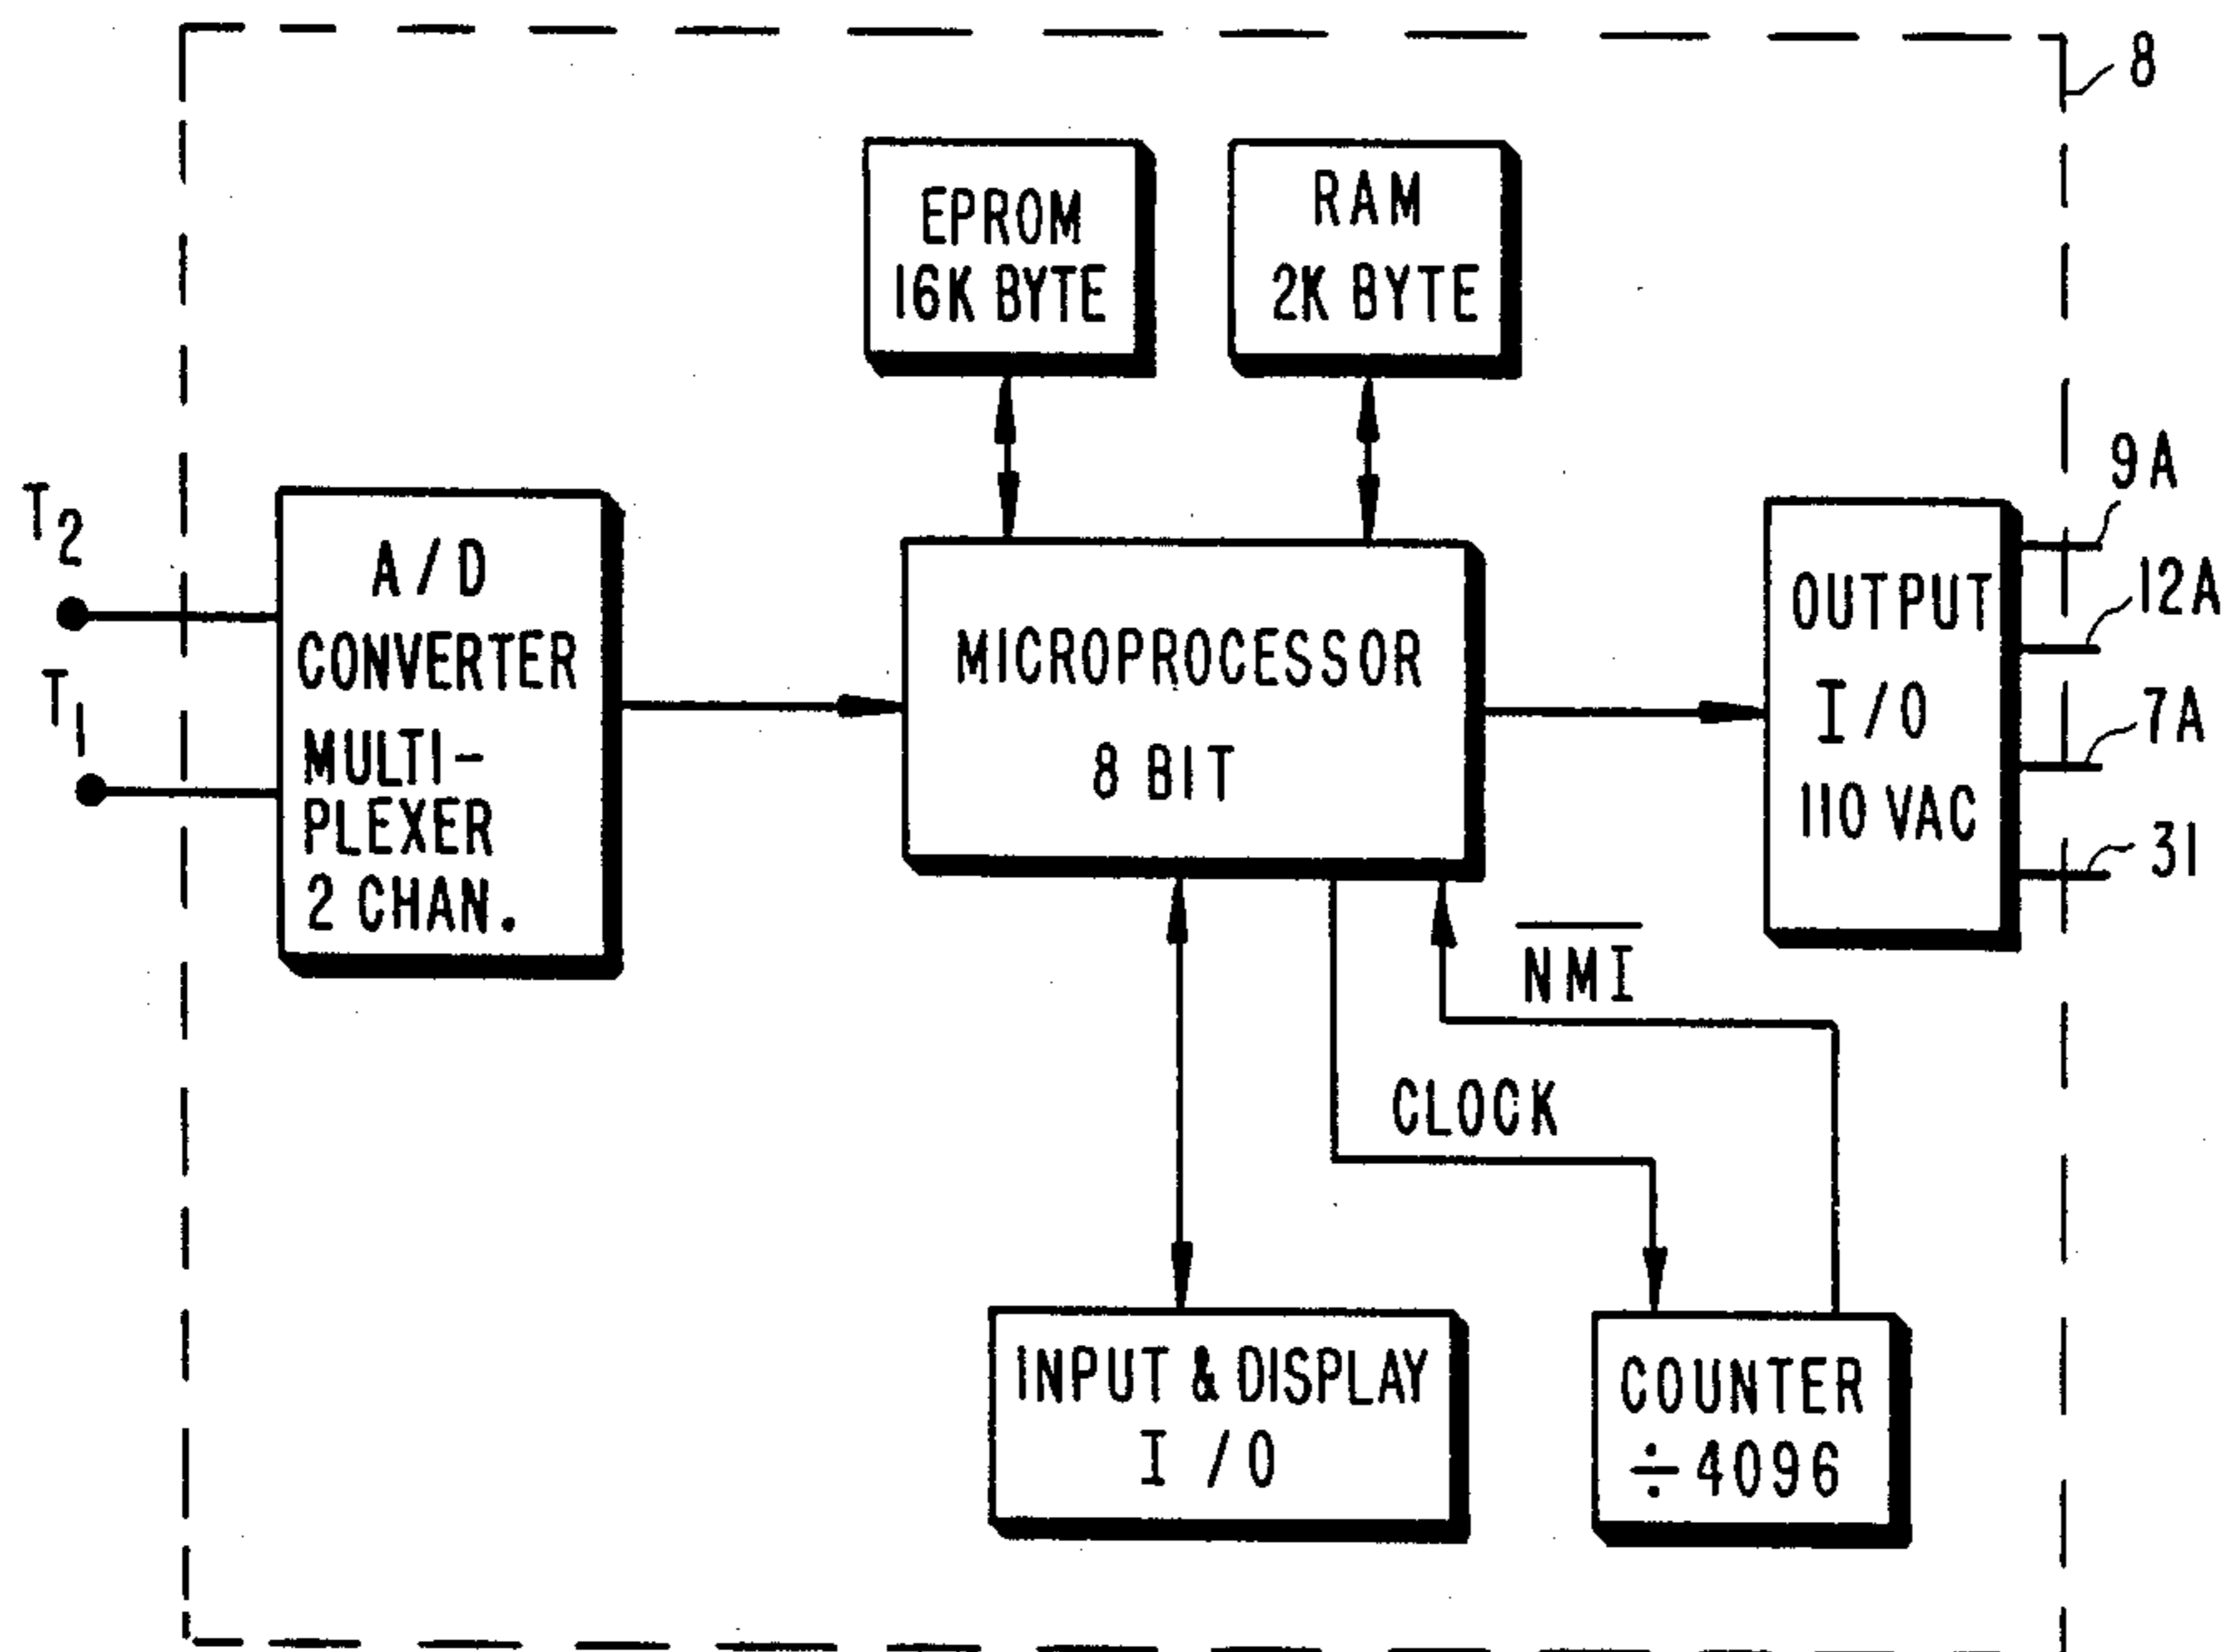 8
EPROM
16K BYTE
RAM
2K BYTE
T2
T1
A/D
CONVERTER
MULTI-
PLEXER
2 CHAN.
MICROPROCESSOR
8 BIT
OUTPUT
I/O
110 VAC
9A
12A
7A
31
NMI
CLOCK
INPUT & DISPLAY
I/O
COUNTER
÷4096